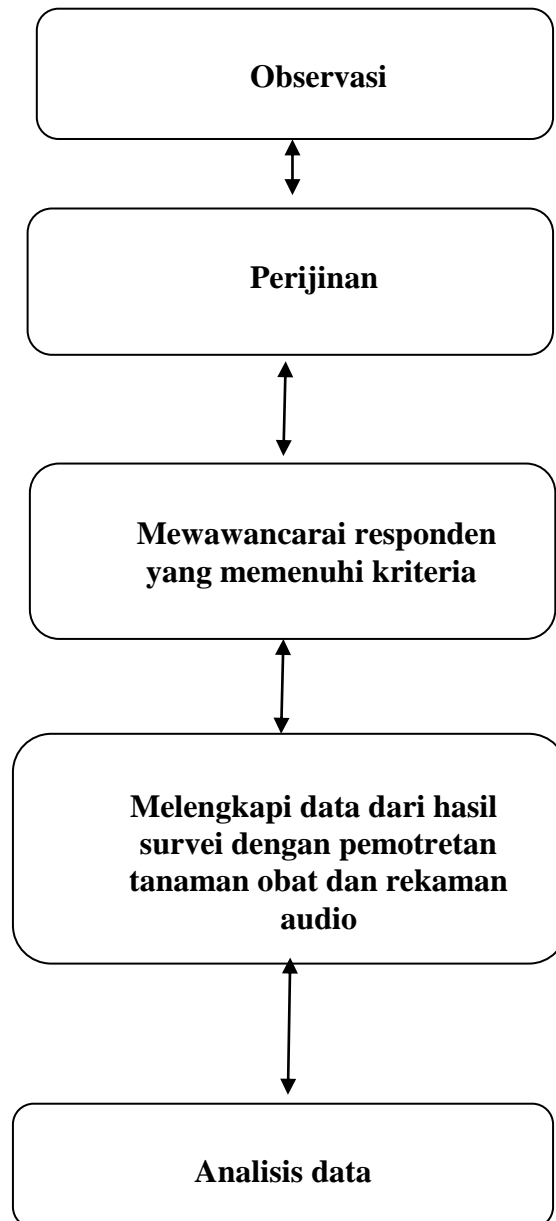 Observasi
Perijinan
Mewawancarai responden
yang memenuhi kriteria
Melengkapi data dari hasil
survei dengan pemotretan
tanaman obat dan rekaman
audio
Analisis data